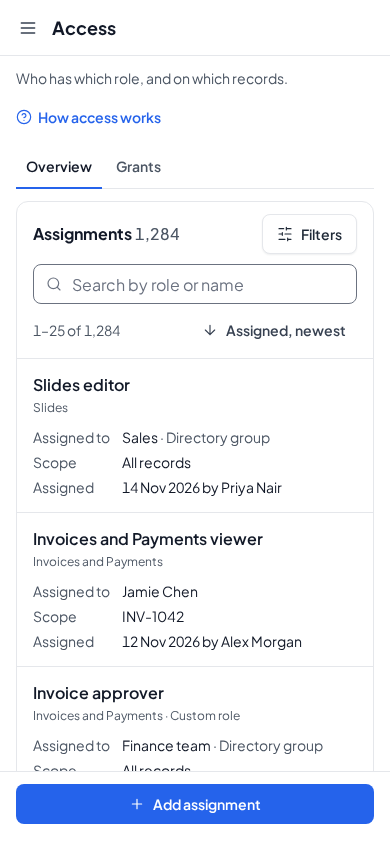 Access
Who has which role, and on which records.
How access works
Overview Grants
Assignments 1,284
Filters
Search by role or name
1–25 of 1,284
Assigned, newest
Slides editor
Slides
Assigned to Sales · Directory group
Scope All records
Assigned 14 Nov 2026 by Priya Nair
Invoices and Payments viewer
Invoices and Payments
Assigned to Jamie Chen
Scope INV-1042
Assigned 12 Nov 2026 by Alex Morgan
Invoice approver
Invoices and Payments · Custom role
Assigned to Finance team · Directory group
Scope All records
Add assignment